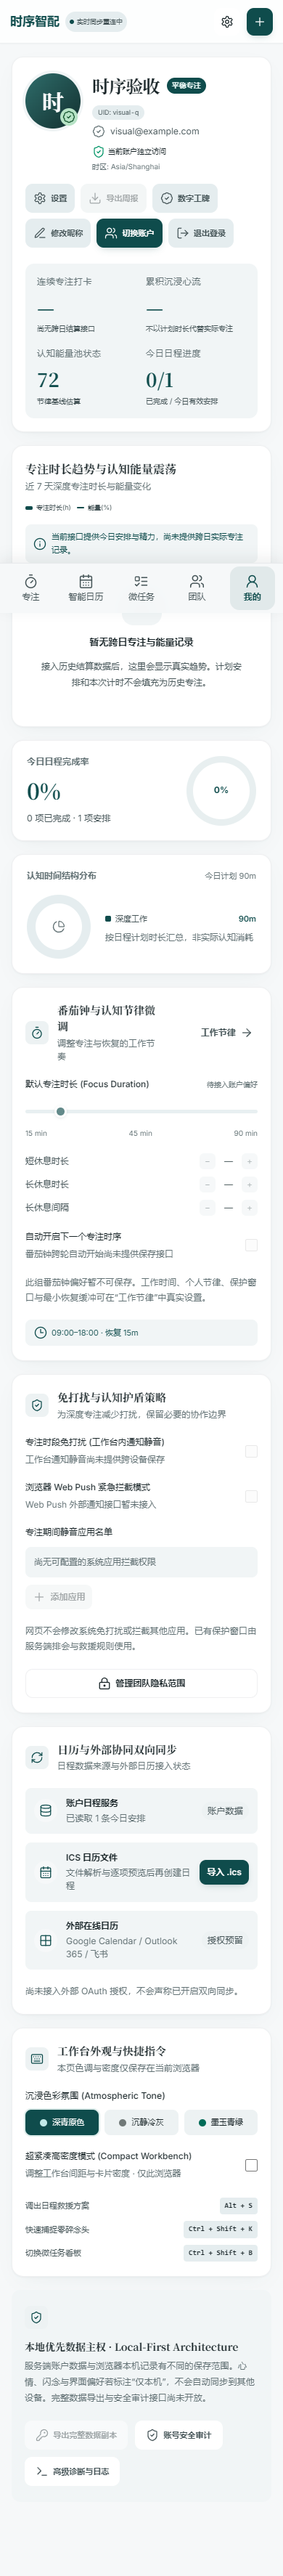 时序智配
实时同步重连中
时
时序验收
平衡专注
UID: visual-q
visual@example.com
当前账户独立访问
时区: Asia/Shanghai
设置
导出周报
数字工牌
修改昵称
切换账户
退出登录
连续专注打卡
累积沉浸心流
—
—
尚无跨日结算接口
不以计划时长代替实际专注
认知能量池状态
今日日程进度
72
0/1
节律基线估算
已完成 / 今日有效安排
专注时长趋势与认知能量震荡
近 7 天深度专注时长与能量变化
专注时长(h)
能量(%)
当前接口提供今日安排与精力，尚未提供跨日实际专注
记录。
专注
智能日历
微任务
团队
我的
暂无跨日专注与能量记录
接入历史结算数据后，这里会显示真实趋势。计划安
排和本次计时不会填充为历史专注。
今日日程完成率
0%
0 项已完成 · 1 项安排
0%
认知时间结构分布
今日计划 90m
深度工作
90m
按日程计划时长汇总，非实际认知消耗
番茄钟与认知节律微
调
调整专注与恢复的工作节
奏
工作节律
默认专注时长 (Focus Duration)
待接入账户偏好
15 min
45 min
90 min
短休息时长
− — +
长休息时长
− — +
长休息间隔
− — +
自动开启下一个专注时序
番茄钟跨轮自动开始尚未提供保存接口
此组番茄钟偏好暂不可保存。工作时间、个人节律、保护窗
口与最小恢复缓冲可在“工作节律”中真实设置。
09:00–18:00 · 恢复 15m
免打扰与认知护盾策略
为深度专注减少打扰，保留必要的协作边界
专注时段免打扰 (工作台内通知静音)
工作台通知静音尚未提供跨设备保存
浏览器 Web Push 紧急拦截模式
Web Push 外部通知接口暂未接入
专注期间静音应用名单
尚无可配置的系统应用拦截权限
添加应用
网页不会修改系统免打扰或拦截其他应用。已有保护窗口由
服务端排会与救援规则使用。
管理团队隐私范围
日历与外部协同双向同步
日程数据来源与外部日历接入状态
账户日程服务
已读取 1 条今日安排
账户数据
ICS 日历文件
文件解析与逐项预览后再创建日
程
导入 .ics
外部在线日历
Google Calendar / Outlook
365 / 飞书
授权预留
尚未接入外部 OAuth 授权，不会声称已开启双向同步。
工作台外观与快捷指令
本页色调与密度仅保存在当前浏览器
沉浸色彩氛围 (Atmospheric Tone)
深青原色
沉静冷灰
墨玉青绿
超紧凑高密度模式 (Compact Workbench)
调整工作台间距与卡片密度 · 仅此浏览器
调出日程救援方案
Alt + S
快速捕捉零碎念头
Ctrl + Shift + K
切换微任务看板
Ctrl + Shift + B
本地优先数据主权 · Local-First Architecture
服务端账户数据与浏览器本机记录有不同的保存范围。心
情、闪念与界面偏好若标注“仅本机”，不会自动同步到其他
设备。完整数据导出与安全审计接口尚未开放。
导出完整数据副本
账号安全审计
高级诊断与日志